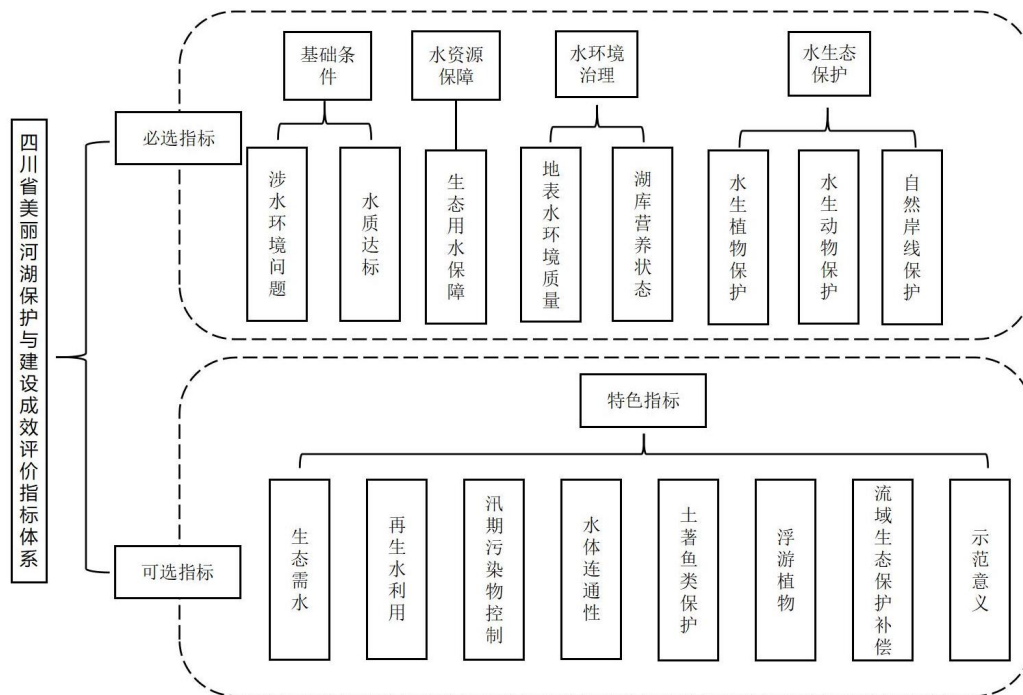 四川省美丽河湖保护与建设成效评价指标体系
必选指标
基础条
件
水资源
保障
水环境
治理
水生态
保护
涉水环境问题
水质达标
生态用水保障
地表水环境质量
湖库营养状态
水生植物保护
水生动物保护
自然岸线保护
可选指标
特色指标
生态需水
再生水利用
汛期污染物控制
水体连通性
土著鱼类保护
浮游植物
流域生态保护补偿
示范意义